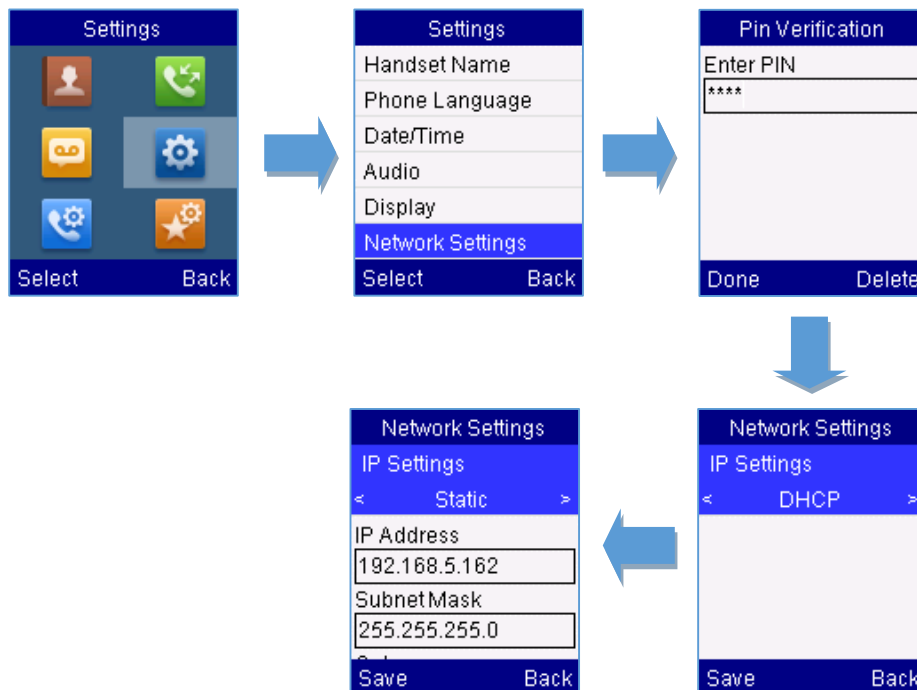 Settings
Select Back
Settings
Handset Name
Phone Language
Date/Time
Audio
Display
Network Settings
Select Back
Pin Verification
Enter PIN
****
Done Delete
Network Settings
IP Settings
< DHCP >
Save Back
Network Settings
IP Settings
< Static >
IP Address
192.168.5.162
Subnet Mask
255.255.255.0
Save Back